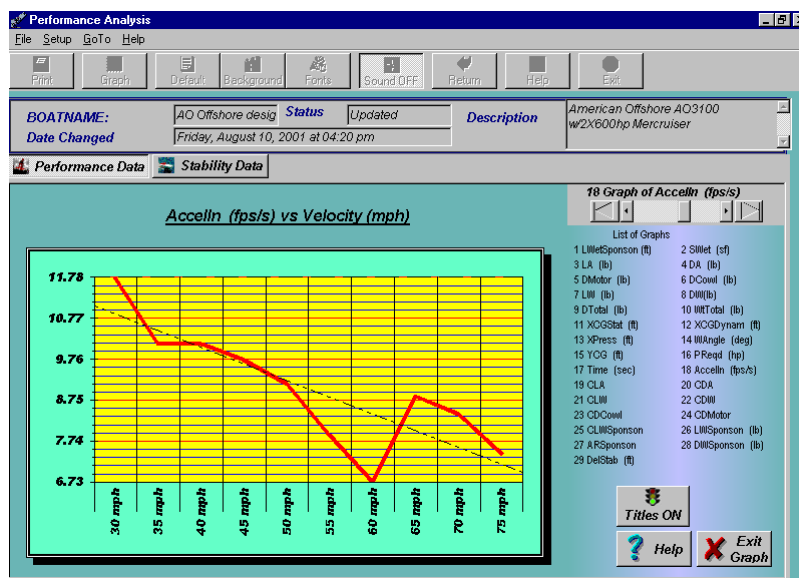 Performance Analysis
File Setup GoTo Help
Print Graph Default Background Fonts Sound OFF Return Help Exit
BOATNAME: AO Offshore desig Status Updated Description American Offshore AO3100
w/2X600hp Mercruiser
Date Changed Friday, August 10, 2001 at 04:20 pm
Performance Data Stability Data
18 Graph of Accelln (fps/s)
Accelln (fps/s) vs Velocity (mph)
List of Graphs
1 LWetSponson (ft) 2 SWet (sf)
3 LA (lb) 4 DA (lb)
5 DMotor (lb) 6 DCowl (lb)
7 LW (lb) 8 DW(lb)
9 DTotal (lb) 10 WtTotal (lb)
11 XCGStat (ft) 12 XCGDynam (ft)
13 XPress (ft) 14 WAngle (deg)
15 YCG (ft) 16 PReqd (hp)
17 Time (sec) 18 Accelln (fps/s)
19 CLA 20 CDA
21 CLW 22 CDW
23 CDCowl 24 CDMotor
25 CLWSponson 26 LWSponson (lb)
27 ARSponson 28 DWSponson (lb)
29 DelStab (ft)
11.78
10.77
9.76
8.75
7.74
6.73
30 mph
35 mph
40 mph
45 mph
50 mph
55 mph
60 mph
65 mph
70 mph
75 mph
Titles ON
Help
Exit
Graph